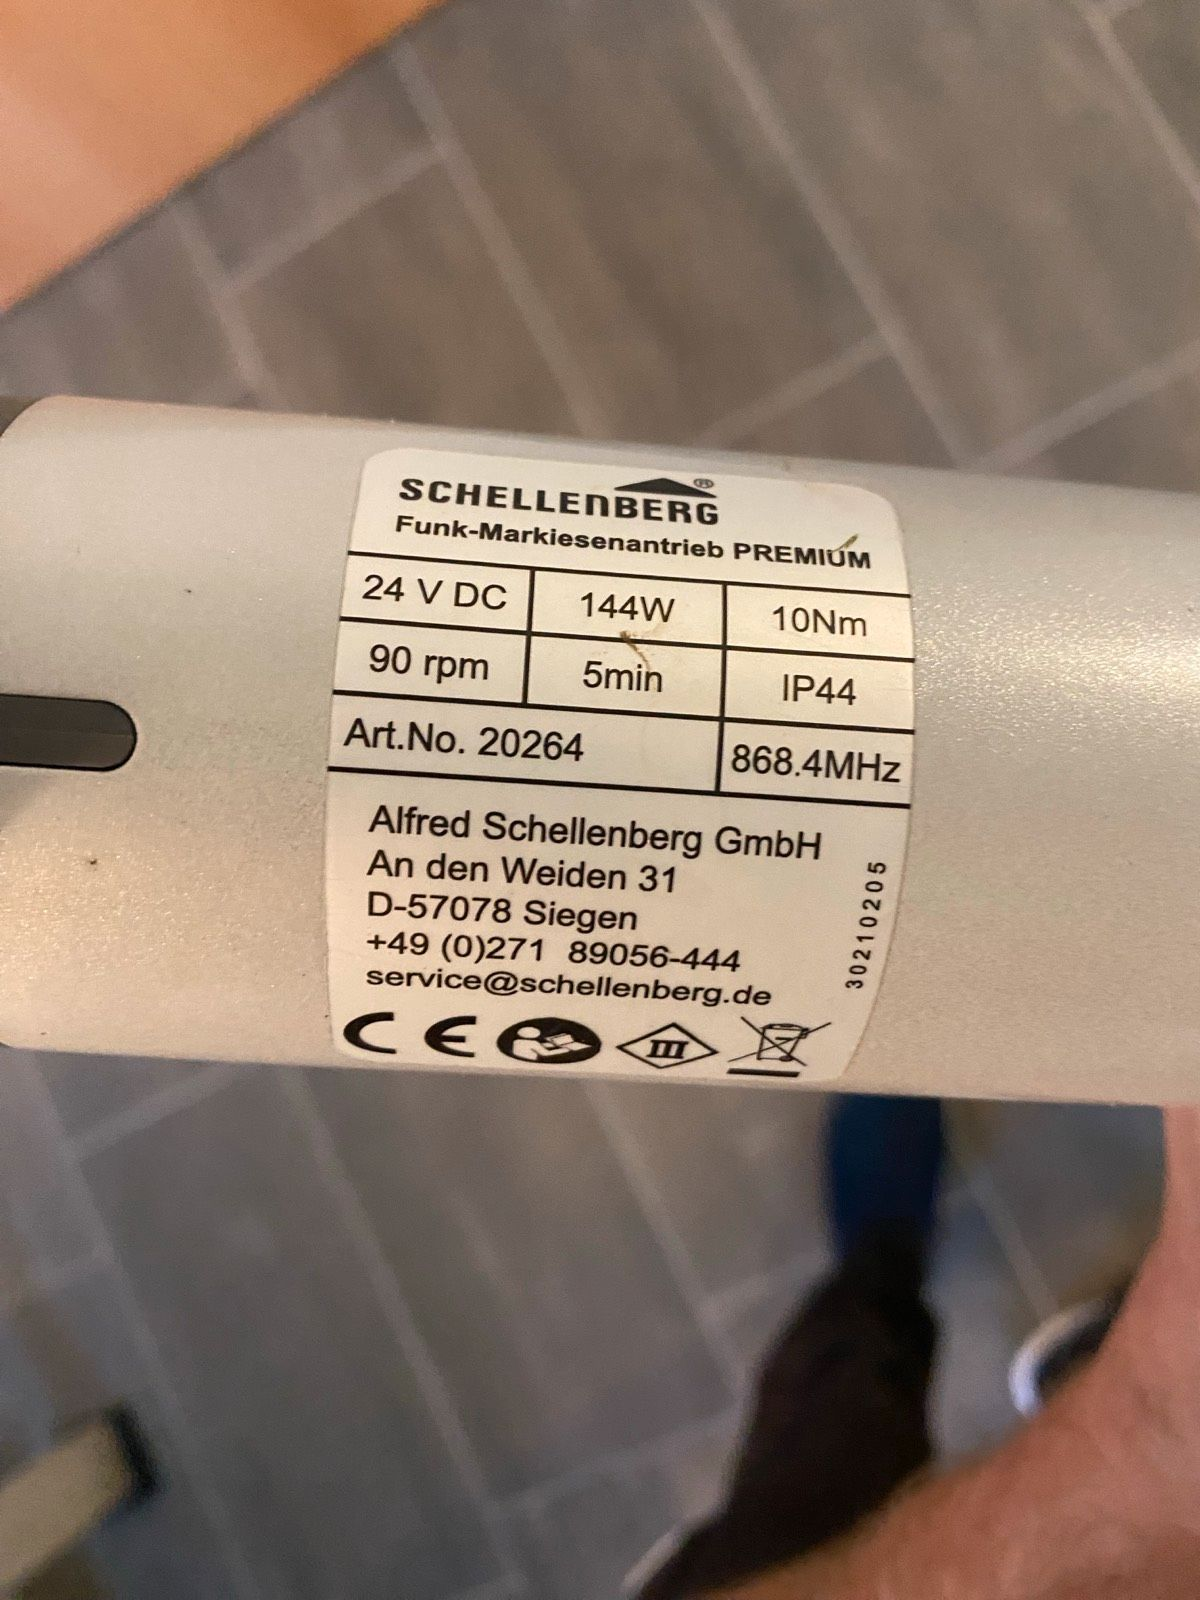 SCHELLENBERG®
Funk-Markiesenantrieb PREMIUM
24 V DC 144W 10Nm
90 rpm 5min IP44
Art.No. 20264 868.4MHz
Alfred Schellenberg GmbH
An den Weiden 31
D-57078 Siegen
+49 (0)271 89056-444
service@schellenberg.de
30210205
CE
III